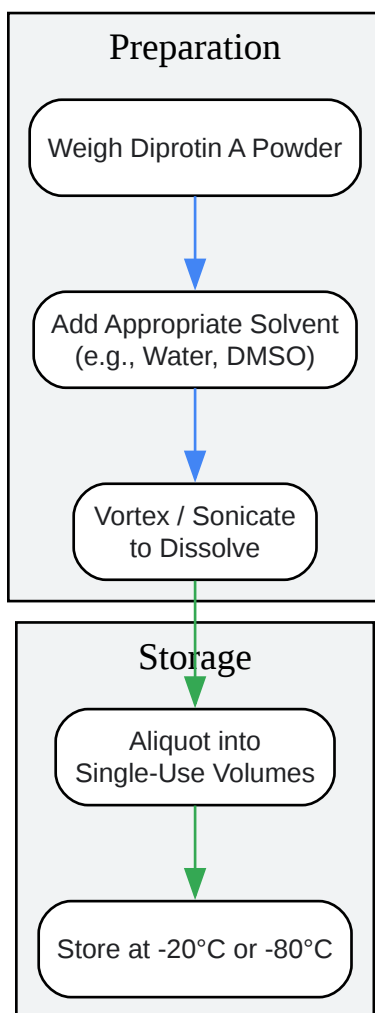 Preparation
Weigh Diprotin A Powder
Add Appropriate Solvent
(e.g., Water, DMSO)
Vortex / Sonicate
to Dissolve
Storage
Aliquot into
Single-Use Volumes
Store at -20°C or -80°C